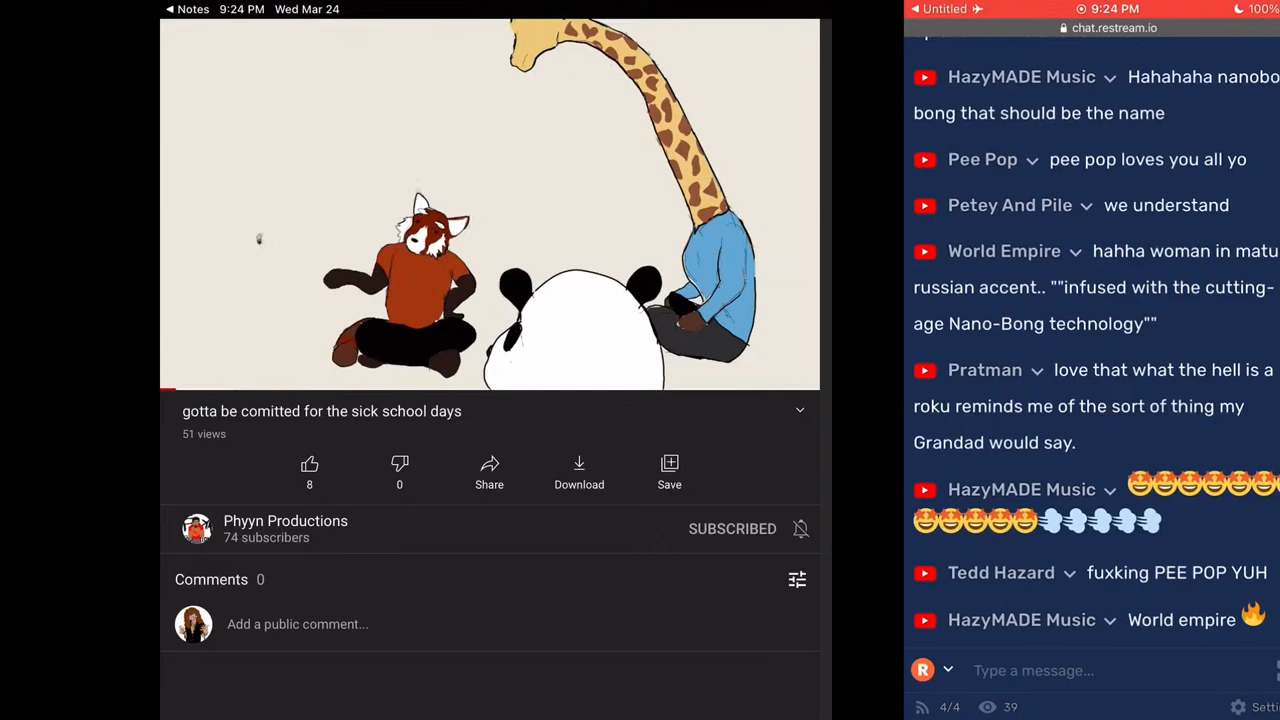 Notes 9:24 PM Wed Mar 24
gotta be comitted for the sick school days
51 views
8
0
Share
Download
Save
Phyyn Productions
74 subscribers
SUBSCRIBED
Comments 0
Add a public comment...
Untitled 9:24 PM 100%
chat.restream.io
HazyMADE Music Hahahaha nanobo
bong that should be the name
Pee Pop pee pop loves you all yo
Petey And Pile we understand
World Empire hahha woman in matu
russian accent.. ""infused with the cutting-
age Nano-Bong technology""
Pratman love that what the hell is a
roku reminds me of the sort of thing my
Grandad would say.
HazyMADE Music
Tedd Hazard fuxking PEE POP YUH
HazyMADE Music World empire
R Type a message...
4/4 39 Setti